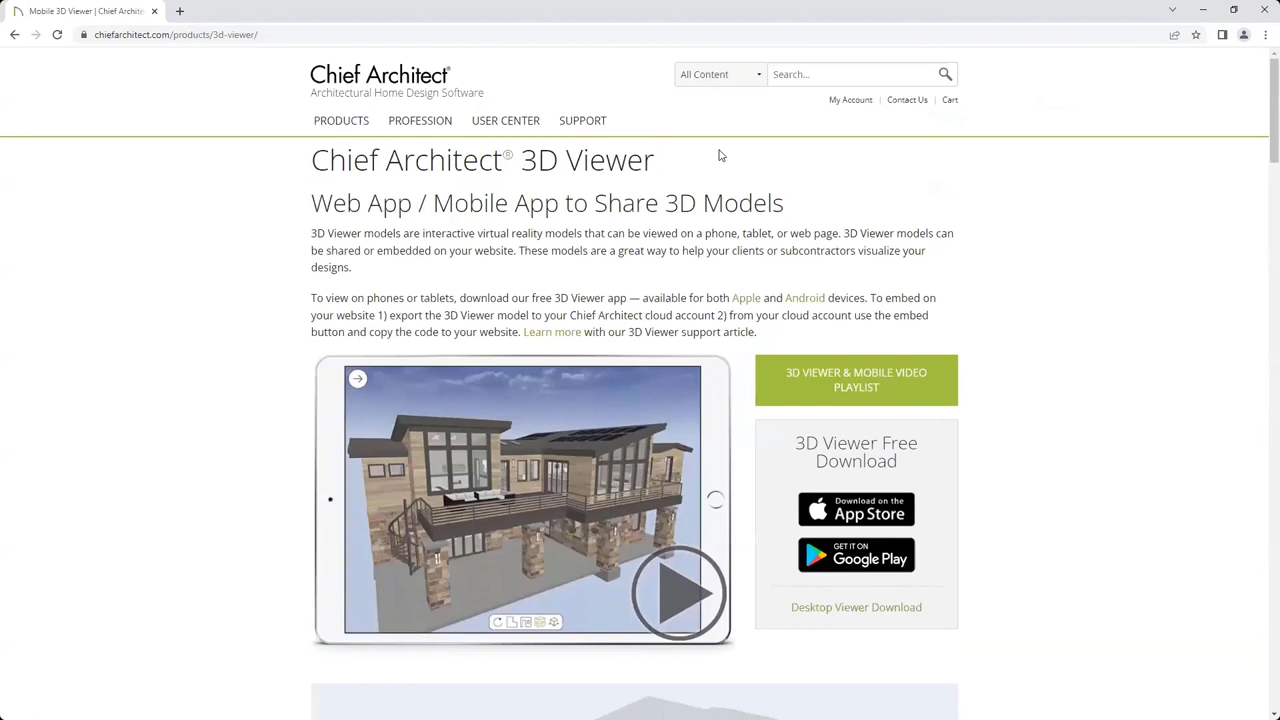 Mobile 3D Viewer | Chief Archite
chiefarchitect.com/products/3d-viewer/
Chief Architect®
Architectural Home Design Software
All Content
Search...
My Account | Contact Us | Cart
PRODUCTS PROFESSION USER CENTER SUPPORT
Chief Architect® 3D Viewer
Web App / Mobile App to Share 3D Models
3D Viewer models are interactive virtual reality models that can be viewed on a phone, tablet, or web page. 3D Viewer models can
be shared or embedded on your website. These models are a great way to help your clients or subcontractors visualize your
designs.
To view on phones or tablets, download our free 3D Viewer app — available for both Apple and Android devices. To embed on
your website 1) export the 3D Viewer model to your Chief Architect cloud account 2) from your cloud account use the embed
button and copy the code to your website. Learn more with our 3D Viewer support article.
3D VIEWER & MOBILE VIDEO
PLAYLIST
3D Viewer Free
Download
Download on the
App Store
GET IT ON
Google Play
Desktop Viewer Download